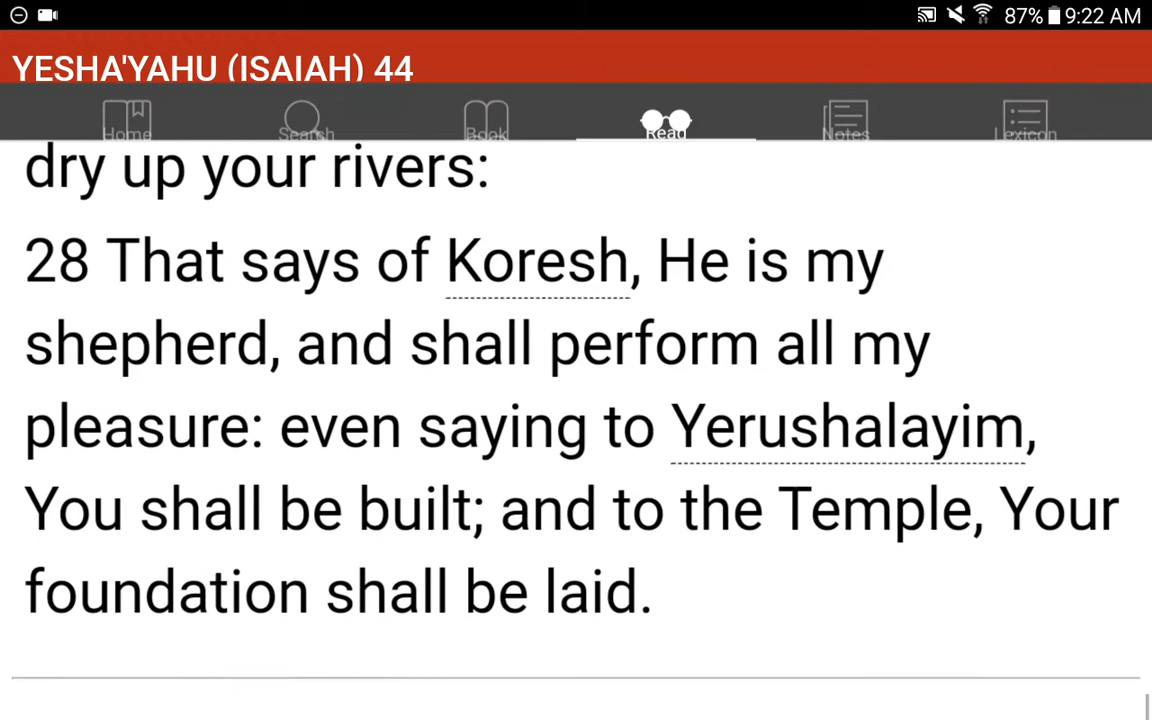 87% 9:22 AM
YESHA'YAHU (ISAIAH) 44
Home Search Book Read Notes Lexicon
dry up your rivers:
28 That says of Koresh, He is my
shepherd, and shall perform all my
pleasure: even saying to Yerushalayim,
You shall be built; and to the Temple, Your
foundation shall be laid.